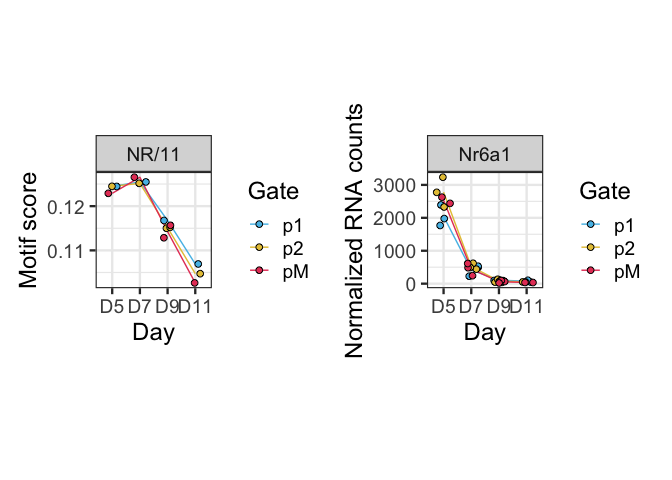 NR/11
Motif score
0.12
0.11
D5 D7 D9 D11
Day
Gate
p1
p2
pM
Nr6a1
Normalized RNA counts
3000
2000
1000
0
D5 D7 D9 D11
Day
Gate
p1
p2
pM